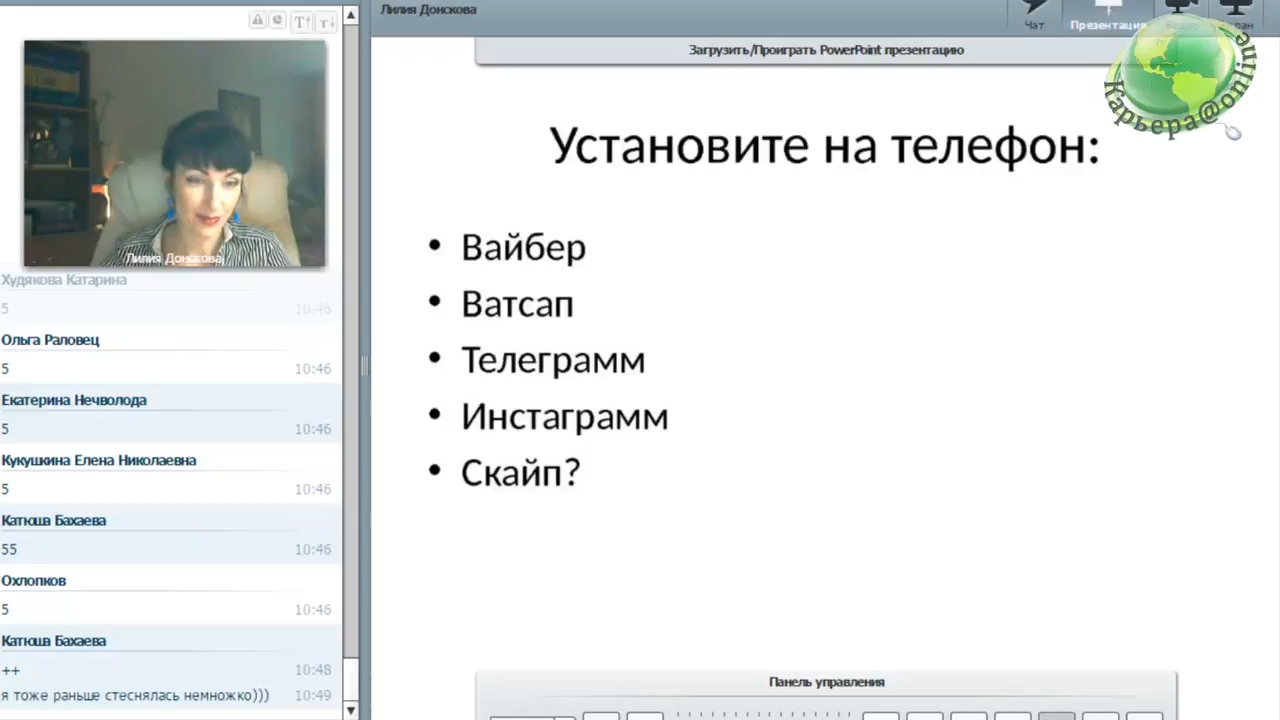 Лилия Донскова
Чат
Презентация
Загрузить/Проиграть PowerPoint презентацию
Карьера@online
Установите на телефон:
• Вайбер
• Ватсап
• Телеграмм
• Инстаграмм
• Скайп?
Панель управления
Лилия Донскова
Худякова Катарина
5 10:46
Ольга Раловец
5 10:46
Екатерина Нечволода
5 10:46
Кукушкина Елена Николаевна
5 10:46
Катюша Бахаева
55 10:46
Охлопков
5 10:46
Катюша Бахаева
++ 10:48
я тоже раньше стеснялась немножко))) 10:49